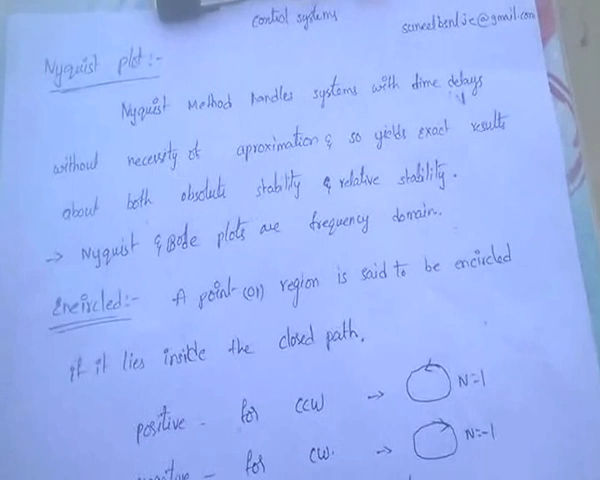 control systems
suneelbsnljc@gmail.com
Nyquist plot:-
Nyquist Method handles systems with time delays
without necessity of aproximation & so yields exact results
about both absolute stability & relative stability.
→ Nyquist & Bode plots are frequency domain.
Encircled:- A point (or) region is said to be encircled
if it lies inside the closed path.
positive - for CCW → N=1
negative - for CW. → N=-1